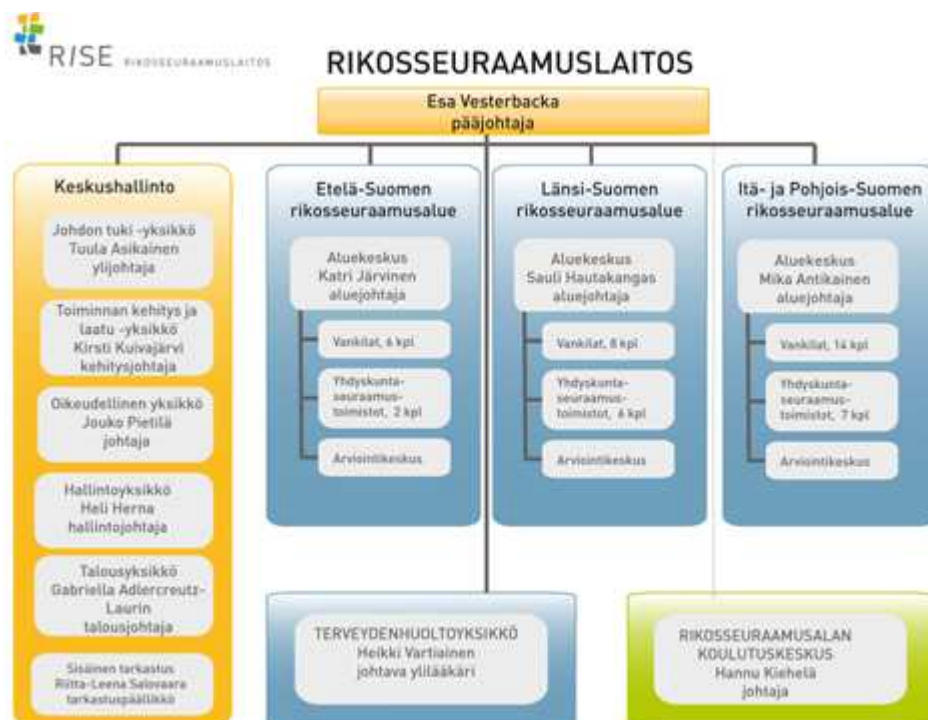 RISE RIKOSSEURAAMUSLAITOS
RIKOSSEURAAMUSLAITOS
Esa Vesterbacka
pääjohtaja
Keskushallinto
Johdon tuki -yksikkö
Tuula Asikainen
ylijohtaja
Toiminnan kehitys ja
laatu -yksikkö
Kirsti Kuivajärvi
kehitysjohtaja
Oikeudellinen yksikkö
Jouko Pietilä
johtaja
Hallintoyksikkö
Heli Herna
hallintojohtaja
Talousyksikkö
Gabriella Adlercreutz-
Laurin
talousjohtaja
Sisäinen tarkastus
Riitta-Leena Salovaara
tarkastuspäällikkö
Etelä-Suomen
rikosseuraamusalue
Aluekeskus
Katri Järvinen
aluejohtaja
Vankilat, 6 kpl
Yhdyskunta-
seuraamus-
toimistot, 2 kpl
Arviointikeskus
Länsi-Suomen
rikosseuraamusalue
Aluekeskus
Sauli Hautakangas
aluejohtaja
Vankilat, 8 kpl
Yhdyskunta-
seuraamus-
toimistot, 6 kpl
Arviointikeskus
Itä- ja Pohjois-Suomen
rikosseuraamusalue
Aluekeskus
Mika Antikainen
aluejohtaja
Vankilat, 14 kpl
Yhdyskunta-
seuraamus-
toimistot, 7 kpl
Arviointikeskus
TERVEYDENHUOLTOYKSIKKÖ
Heikki Vartiainen
johtava ylilääkäri
RIKOSSEURAAMUSALAN
KOULUTUSKESKUS
Hannu Kiehelä
johtaja